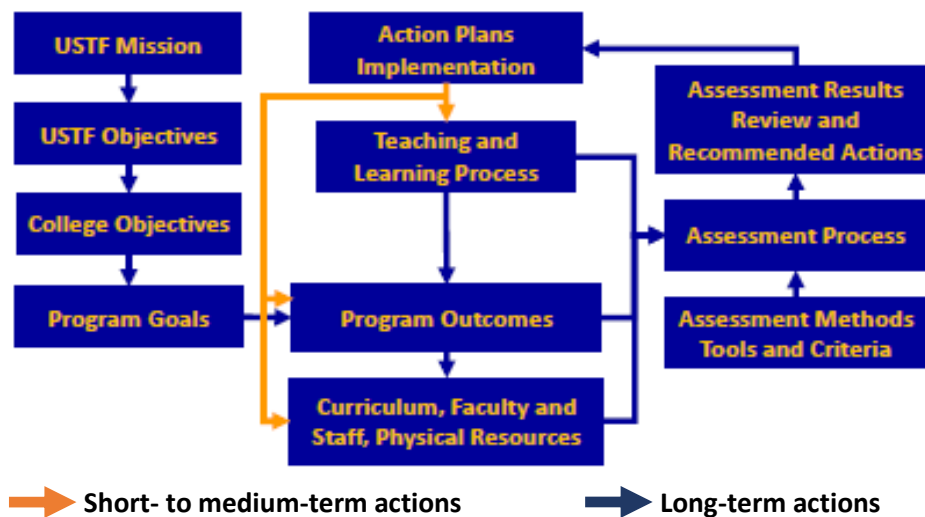 USTF Mission
USTF Objectives
College Objectives
Program Goals
Action Plans
Implementation
Teaching and
Learning Process
Program Outcomes
Curriculum, Faculty and
Staff, Physical Resources
Assessment Results
Review and
Recommended Actions
Assessment Process
Assessment Methods
Tools and Criteria
Short- to medium-term actions
Long-term actions